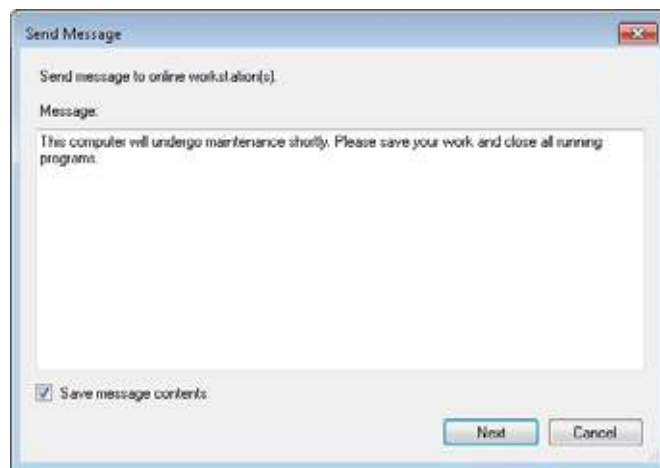 Send Message
Send message to online workstation(s).
Message:
This computer will undergo maintenance shortly. Please save your work and close all running
programs.
Save message contents
Next
Cancel